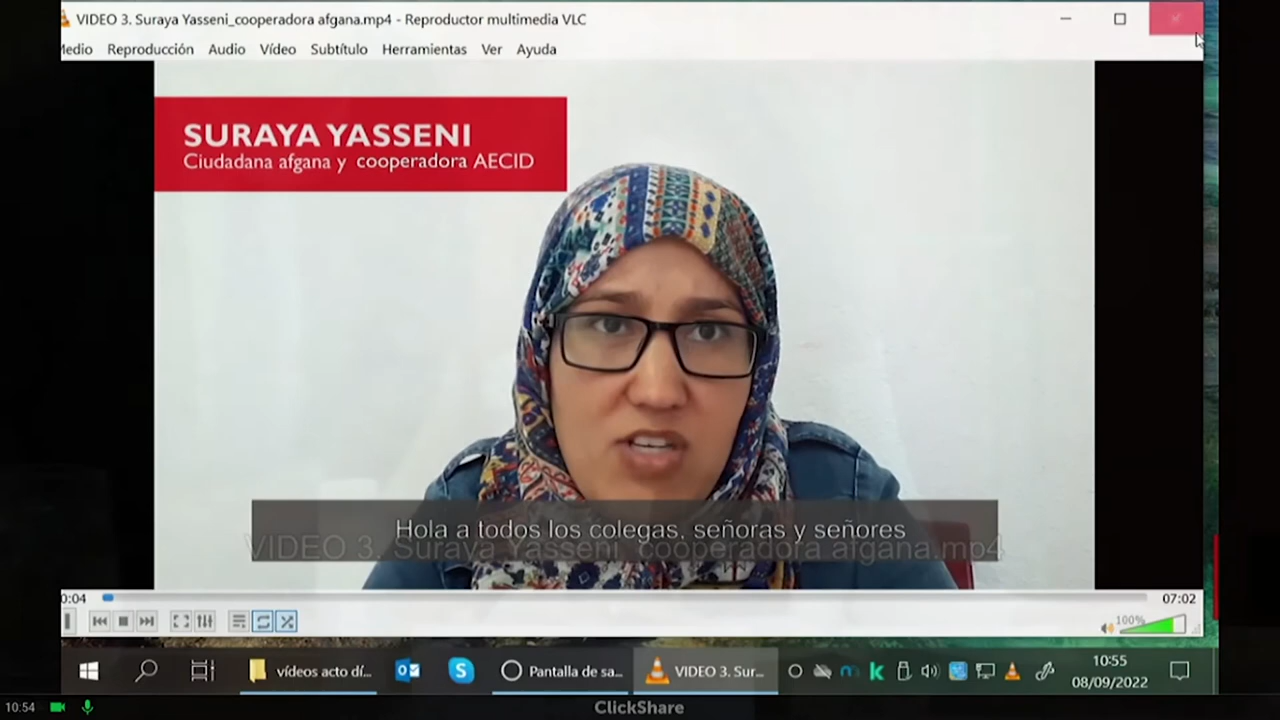 VIDEO 3. Suraya Yasseni_cooperadora afgana.mp4 - Reproductor multimedia VLC
Medio Reproducción Audio Vídeo Subtítulo Herramientas Ver Ayuda
SURAYA YASSENI
Ciudadana afgana y cooperadora AECID
Hola a todos los colegas, señoras y señores
VIDEO 3. Suraya Yasseni_cooperadora afgana.mp4
0:04
07:02
100%
vídeos acto dí...
Pantalla de sa...
VIDEO 3. Sur...
10:55
08/09/2022
10:54
ClickShare